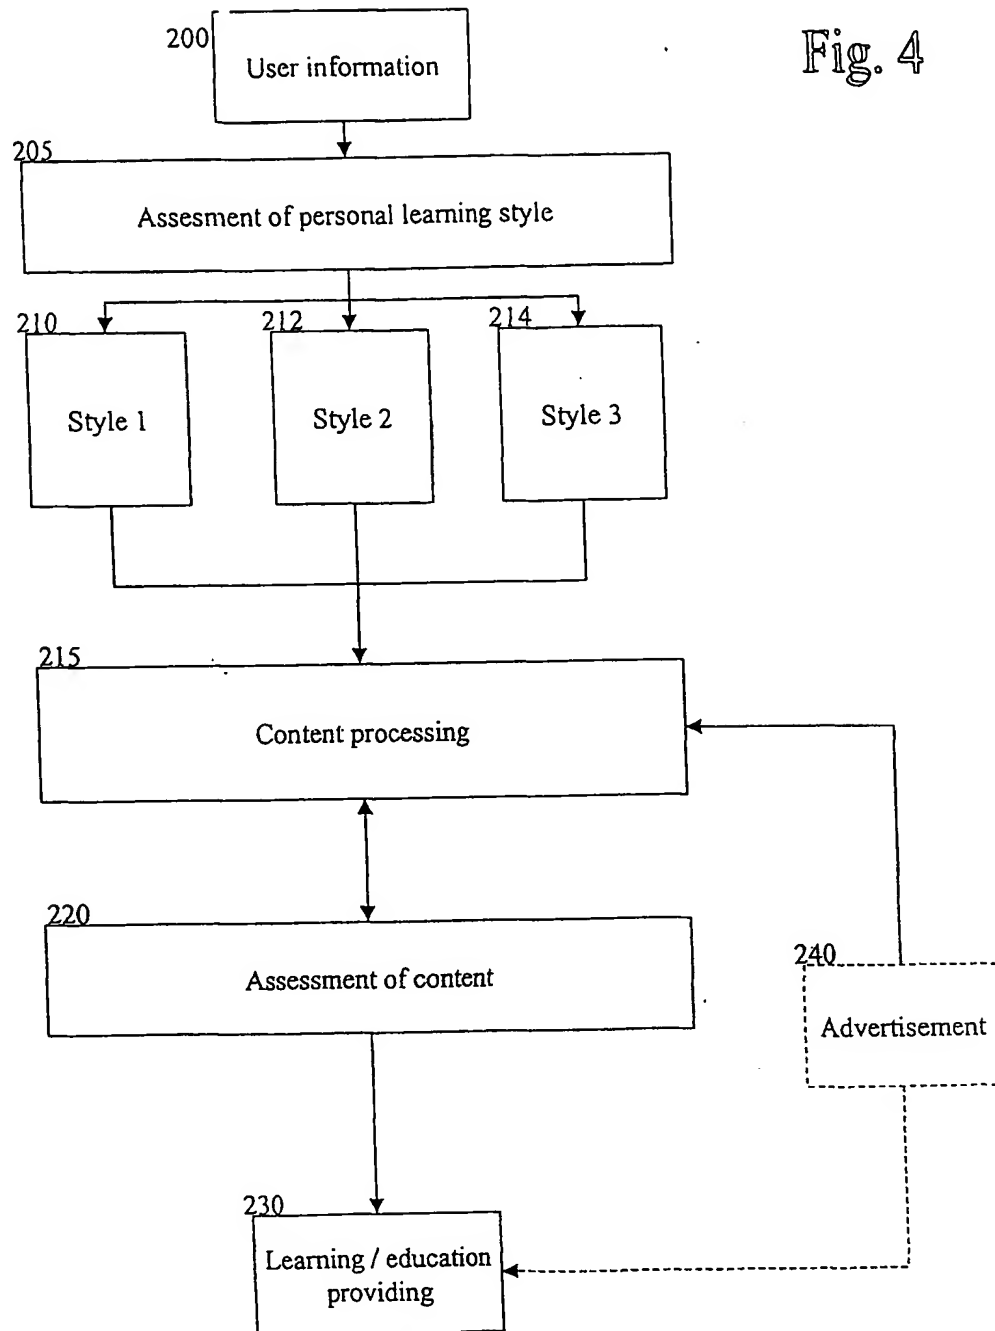 Fig. 4
200
User information
205
Assesment of personal learning style
210
212
214
Style 1
Style 2
Style 3
215
Content processing
220
Assessment of content
240
Advertisement
230
Learning / education
providing